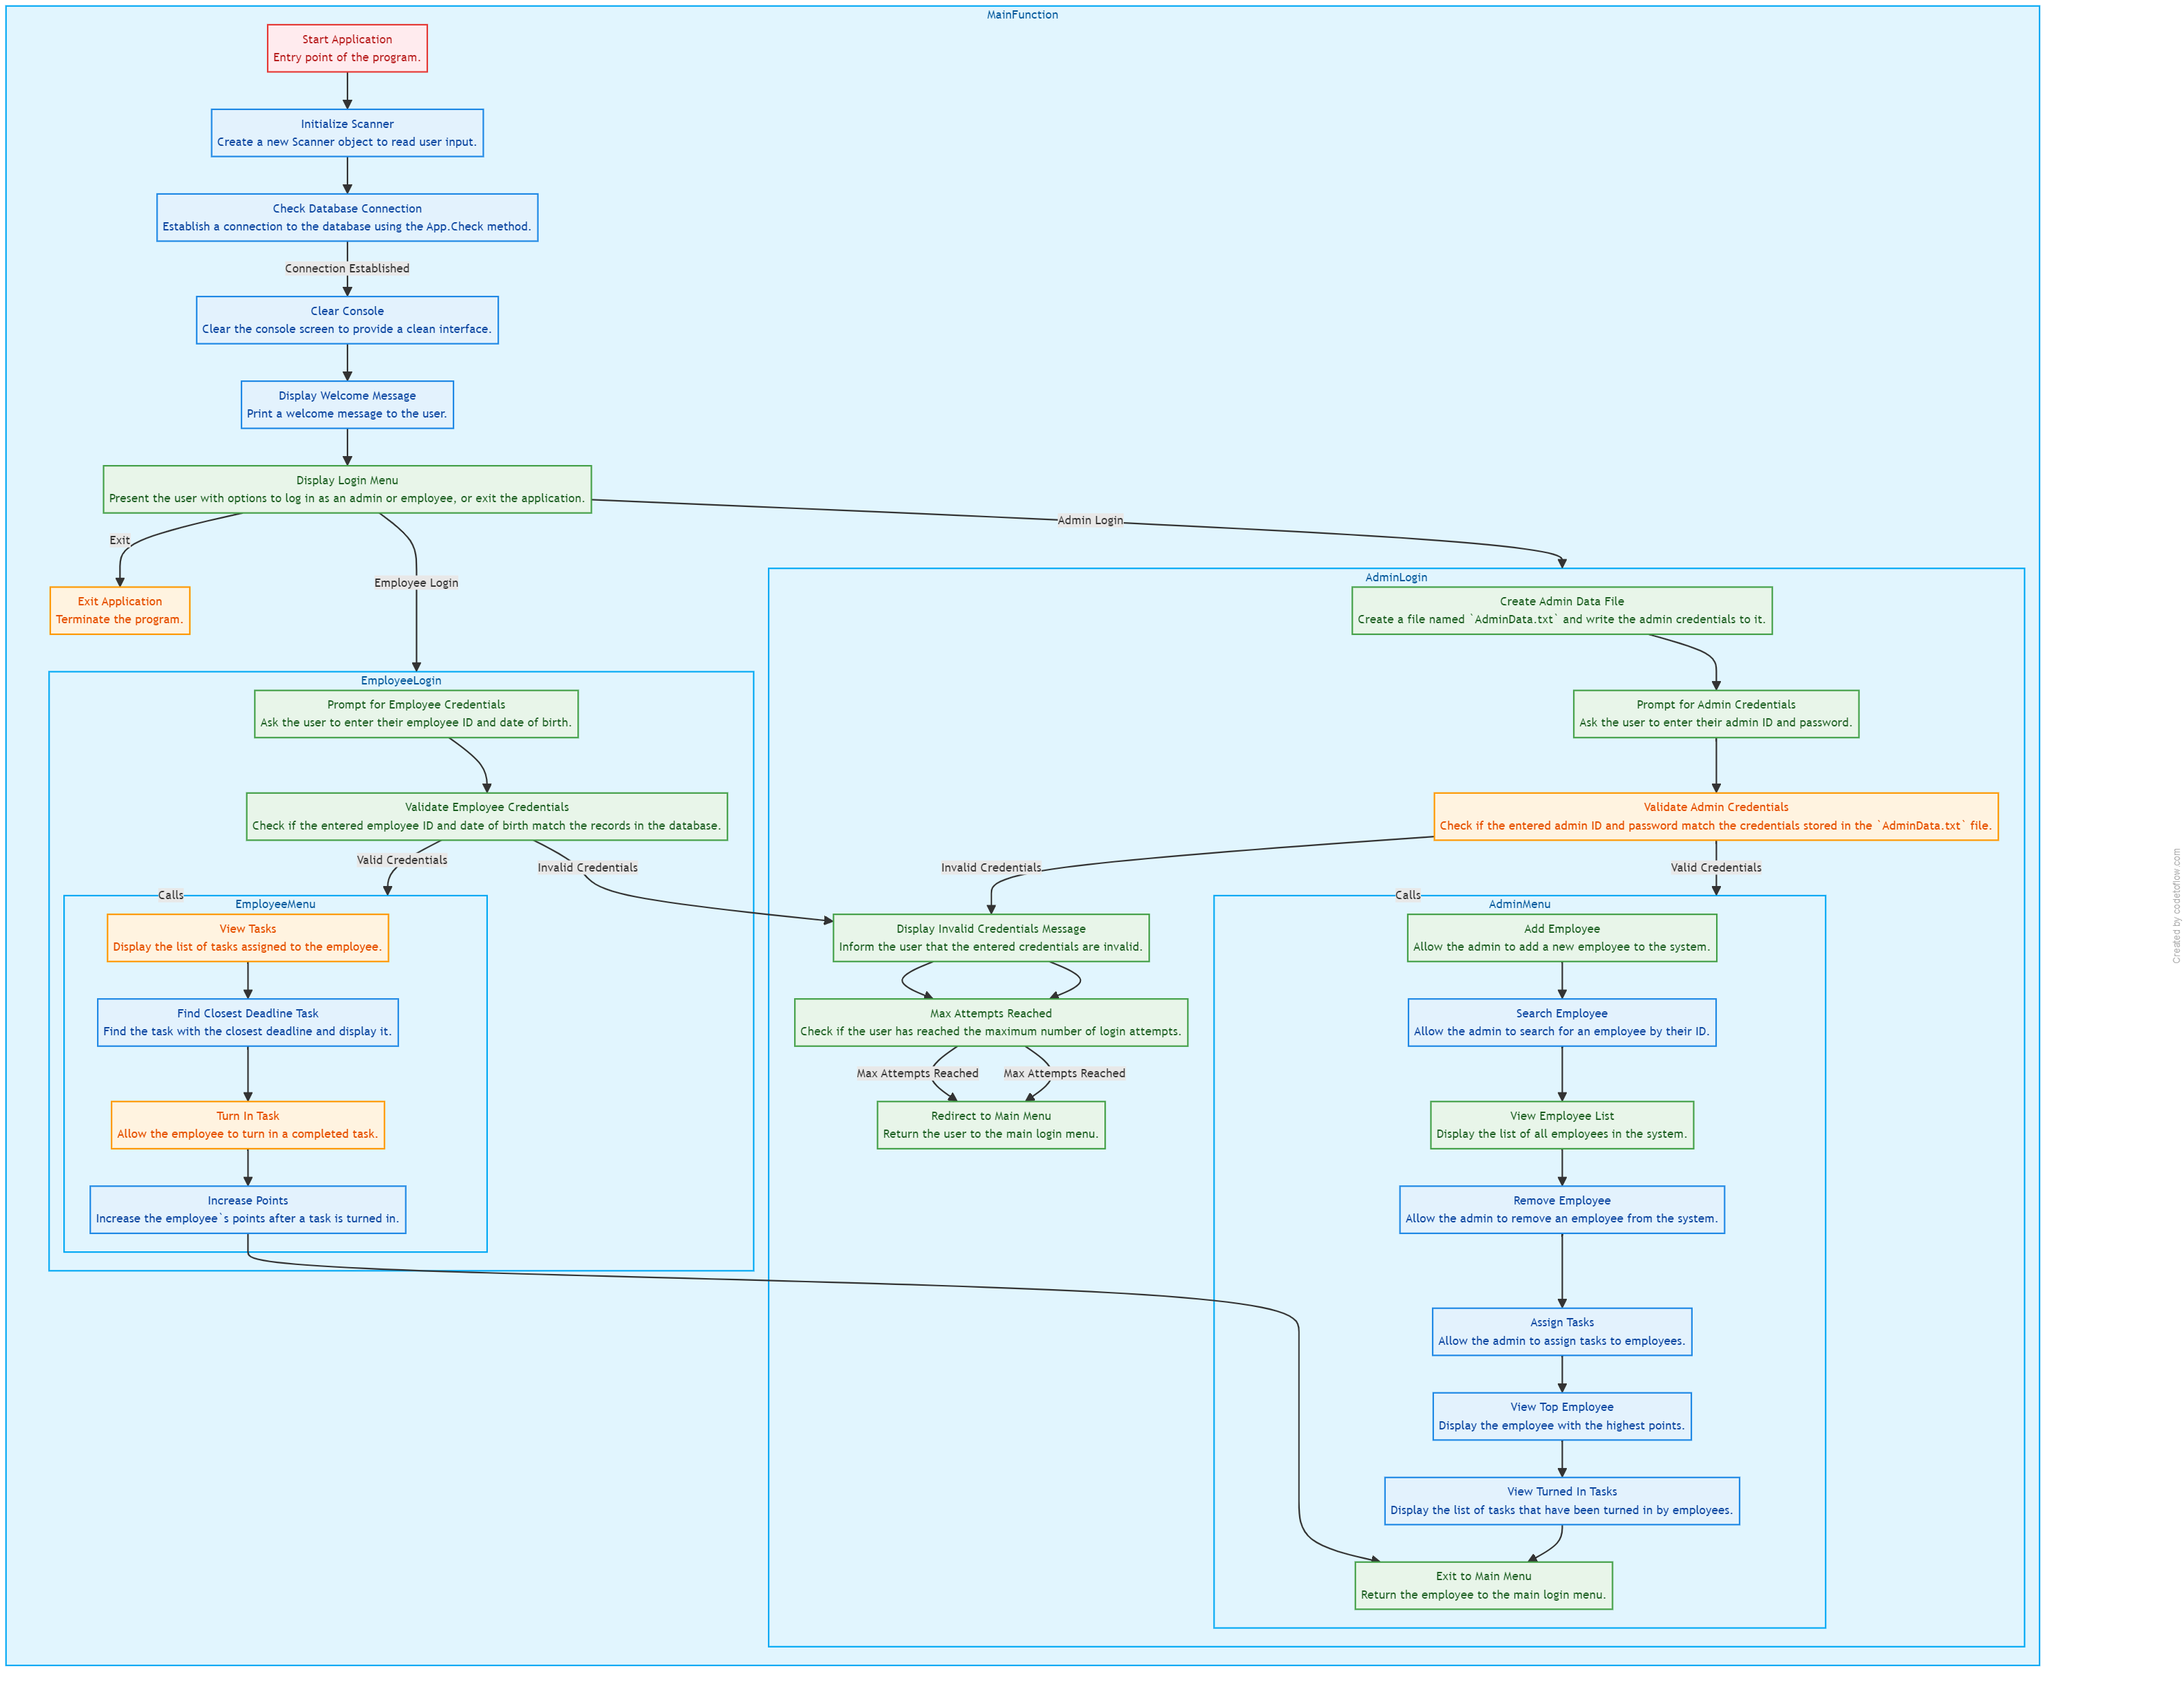 MainFunction
Start Application
Entry point of the program.
Initialize Scanner
Create a new Scanner object to read user input.
Check Database Connection
Establish a connection to the database using the App.Check method.
Connection Established
Clear Console
Clear the console screen to provide a clean interface.
Display Welcome Message
Print a welcome message to the user.
Display Login Menu
Present the user with options to log in as an admin or employee, or exit the application.
Exit
Employee Login
Admin Login
Exit Application
Terminate the program.
EmployeeLogin
Prompt for Employee Credentials
Ask the user to enter their employee ID and date of birth.
Validate Employee Credentials
Check if the entered employee ID and date of birth match the records in the database.
Valid Credentials
Invalid Credentials
Calls
EmployeeMenu
View Tasks
Display the list of tasks assigned to the employee.
Find Closest Deadline Task
Find the task with the closest deadline and display it.
Turn In Task
Allow the employee to turn in a completed task.
Increase Points
Increase the employee`s points after a task is turned in.
AdminLogin
Create Admin Data File
Create a file named `AdminData.txt` and write the admin credentials to it.
Prompt for Admin Credentials
Ask the user to enter their admin ID and password.
Validate Admin Credentials
Check if the entered admin ID and password match the credentials stored in the `AdminData.txt` file.
Invalid Credentials
Valid Credentials
Display Invalid Credentials Message
Inform the user that the entered credentials are invalid.
Max Attempts Reached
Check if the user has reached the maximum number of login attempts.
Max Attempts Reached
Max Attempts Reached
Redirect to Main Menu
Return the user to the main login menu.
Calls
AdminMenu
Add Employee
Allow the admin to add a new employee to the system.
Search Employee
Allow the admin to search for an employee by their ID.
View Employee List
Display the list of all employees in the system.
Remove Employee
Allow the admin to remove an employee from the system.
Assign Tasks
Allow the admin to assign tasks to employees.
View Top Employee
Display the employee with the highest points.
View Turned In Tasks
Display the list of tasks that have been turned in by employees.
Exit to Main Menu
Return the employee to the main login menu.
Created by codetoflow.com